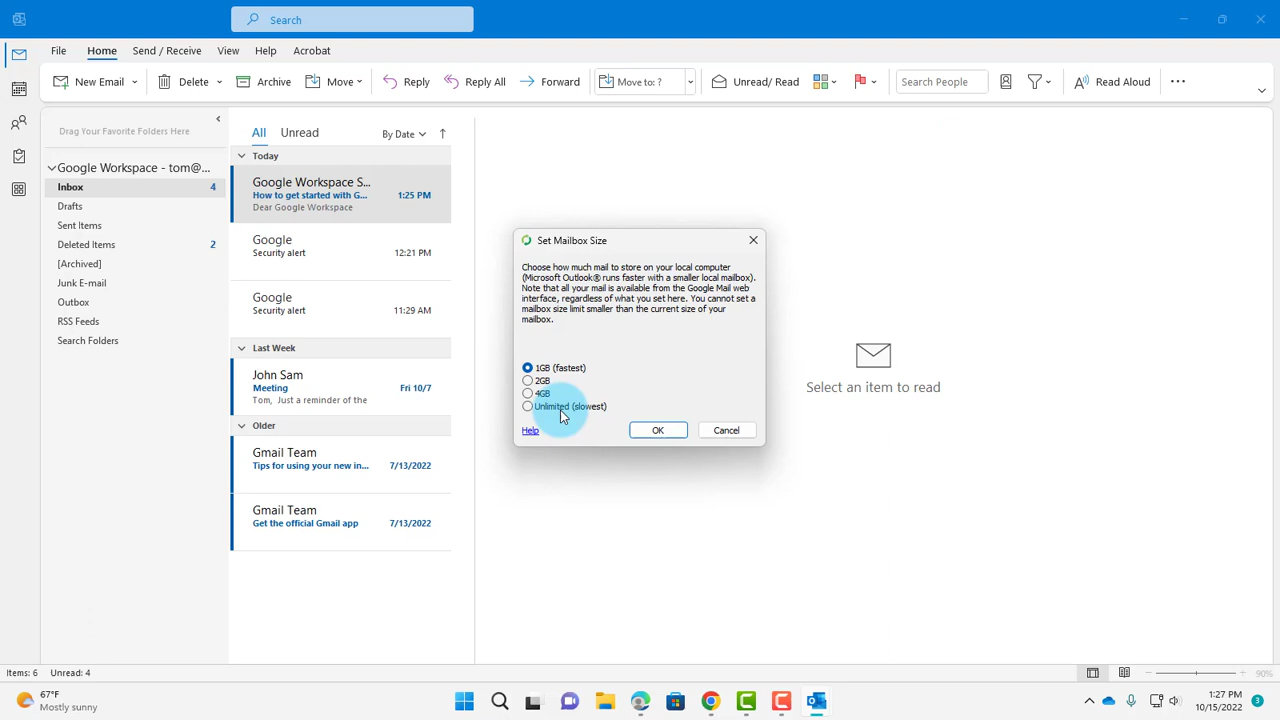 Search
File Home Send / Receive View Help Acrobat
New Email Delete Archive Move Reply Reply All Forward Move to: ? Unread/ Read Search People Read Aloud
Drag Your Favorite Folders Here
Google Workspace - tom@...
Inbox 4
Drafts
Sent Items
Deleted Items 2
[Archived]
Junk E-mail
Outbox
RSS Feeds
Search Folders
All Unread By Date
Today
Google Workspace S...
How to get started with G... 1:25 PM
Dear Google Workspace
Google
Security alert 12:21 PM
Google
Security alert 11:29 AM
Last Week
John Sam
Meeting Fri 10/7
Tom, Just a reminder of the
Older
Gmail Team
Tips for using your new in... 7/13/2022
Gmail Team
Get the official Gmail app 7/13/2022
Set Mailbox Size
Choose how much mail to store on your local computer
(Microsoft Outlook® runs faster with a smaller local mailbox).
Note that all your mail is available from the Google Mail web
interface, regardless of what you set here. You cannot set a
mailbox size limit smaller than the current size of your
mailbox.
1GB (fastest)
2GB
4GB
Unlimited (slowest)
Help OK Cancel
Select an item to read
Items: 6 Unread: 4 90%
67°F
Mostly sunny
1:27 PM
10/15/2022
3